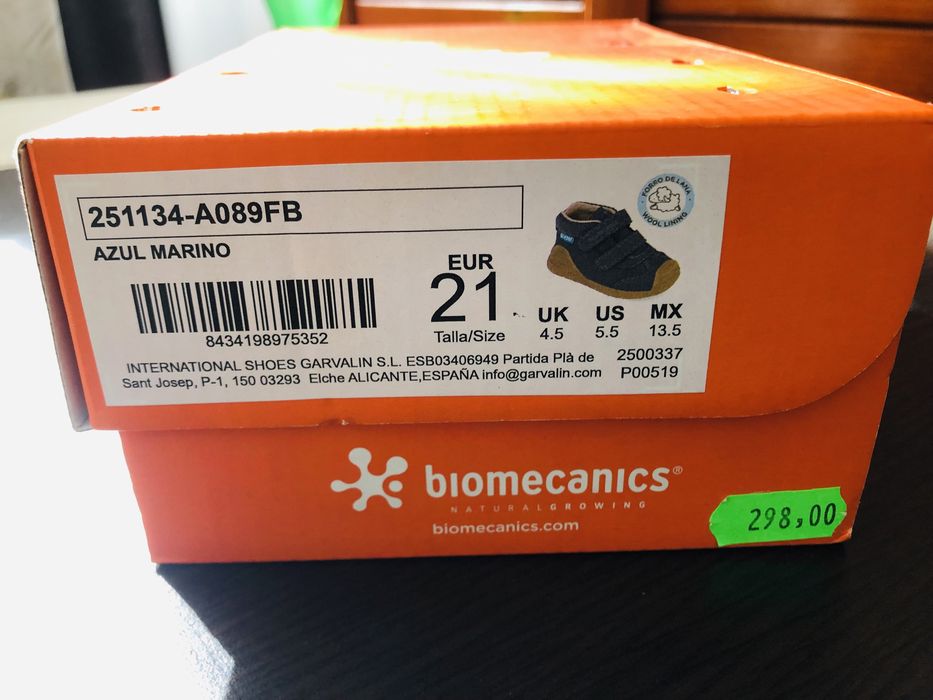 251134-A089FB
AZUL MARINO
8434198975352
EUR
21
Talla/Size
UK
4.5
US
5.5
MX
13.5
FORRO DE LANA
WOOL LINING
INTERNATIONAL SHOES GARVALIN S.L. ESB03406949 Partida Plà de
Sant Josep, P-1, 150 03293 Elche ALICANTE,ESPAÑA info@garvalin.com
2500337
P00519
biomecanics®
NATURALGROWING
biomecanics.com
298,00